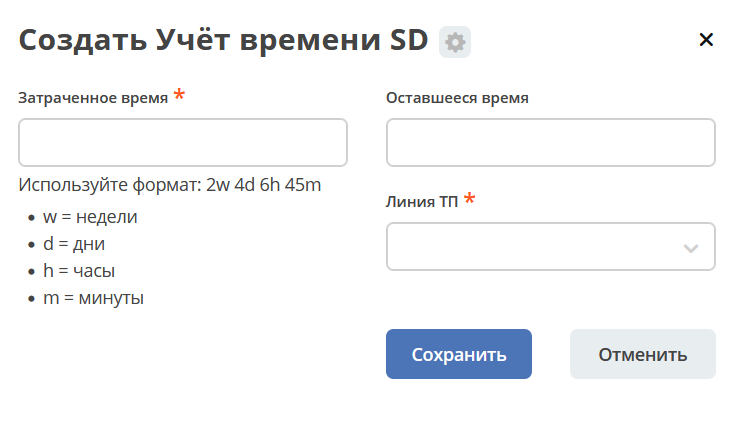 Создать Учёт времени SD
Затраченное время *
Оставшееся время
Используйте формат: 2w 4d 6h 45m
• w = недели
• d = дни
• h = часы
• m = минуты
Линия ТП *
Сохранить
Отменить